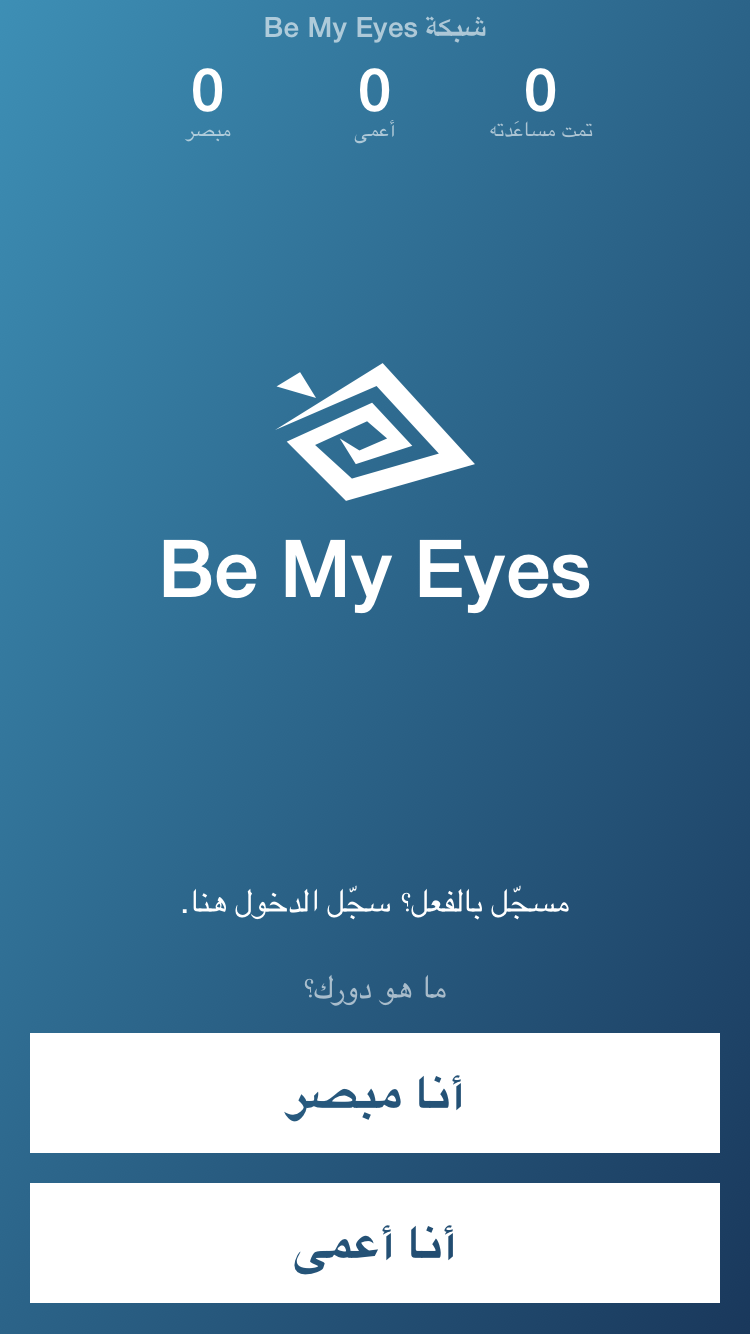 شبكة Be My Eyes
0 0 0
تمت مساعَدته أعمى مبصر
Be My Eyes
مسجّل بالفعل؟ سجّل الدخول هنا.
ما هو دورك؟
أنا مبصر
أنا أعمى